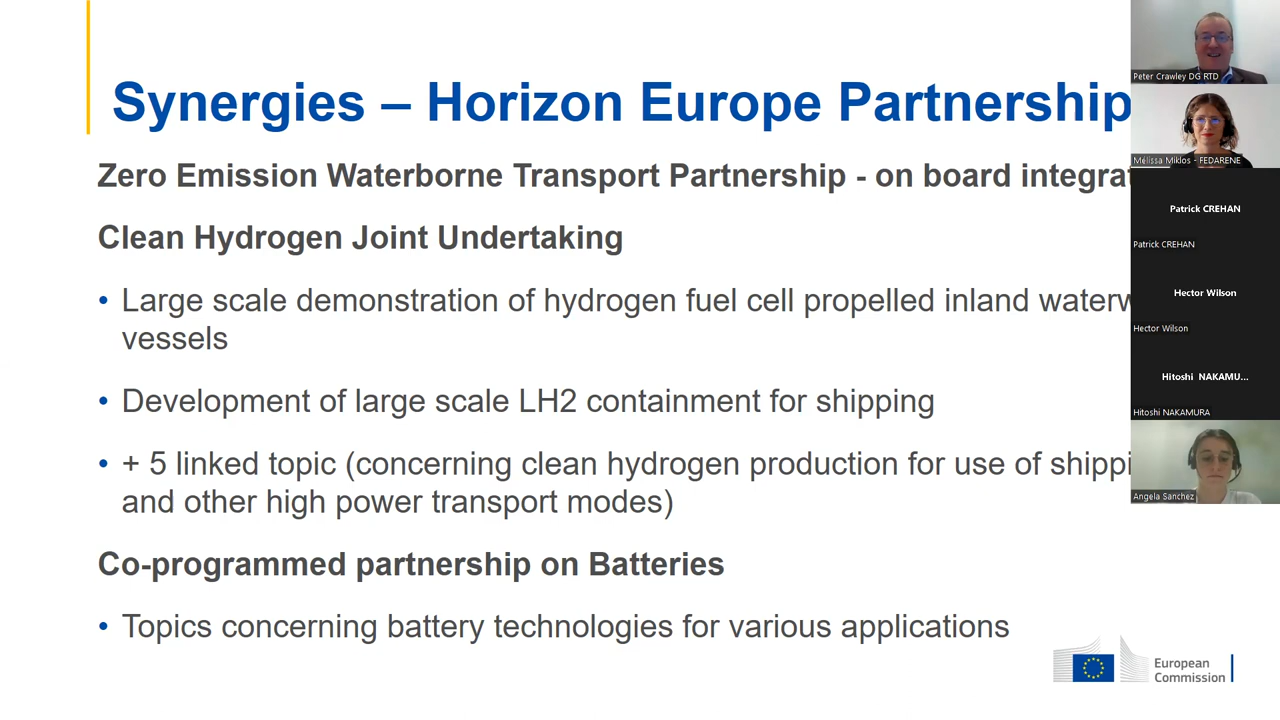 Synergies – Horizon Europe Partnership
Zero Emission Waterborne Transport Partnership - on board integrat
Clean Hydrogen Joint Undertaking
• Large scale demonstration of hydrogen fuel cell propelled inland waterw
vessels
• Development of large scale LH2 containment for shipping
• + 5 linked topic (concerning clean hydrogen production for use of shippi
and other high power transport modes)
Co-programmed partnership on Batteries
• Topics concerning battery technologies for various applications
European
Commission
Peter Crawley DG RTD
Mélissa Miklos - FEDARENE
Patrick CREHAN
Patrick CREHAN
Hector Wilson
Hector Wilson
Hitoshi NAKAMU...
Hitoshi NAKAMURA
Angela Sanchez